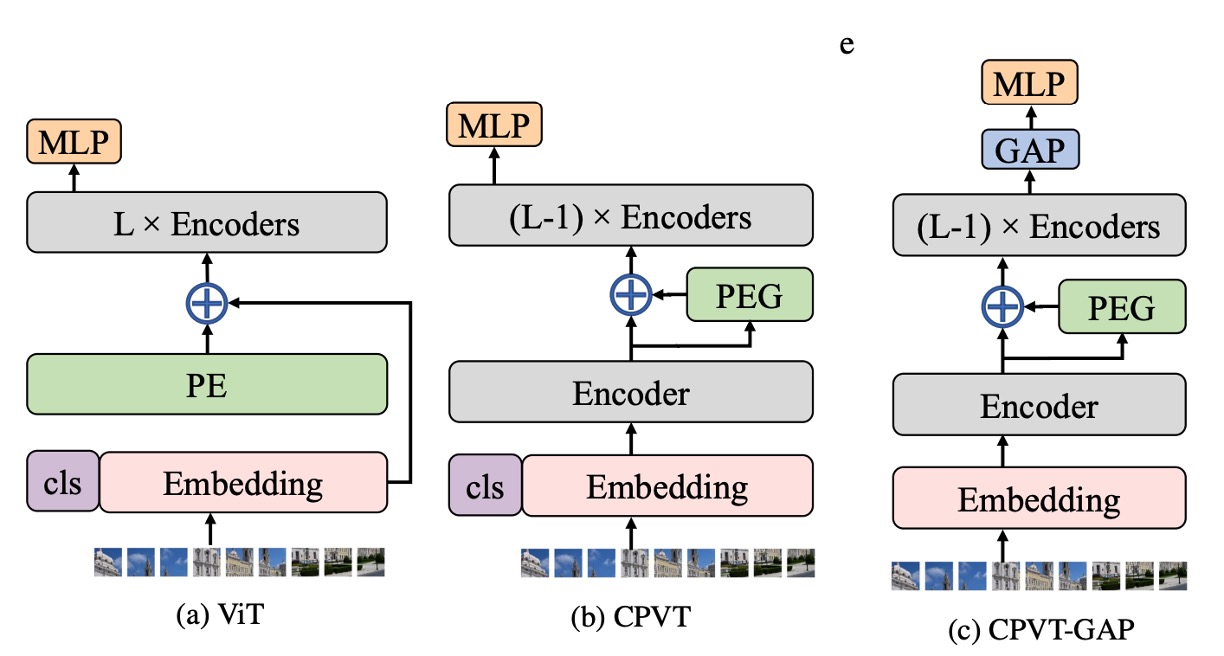 e
MLP
L × Encoders
PE
cls
Embedding
(a) ViT
MLP
(L-1) × Encoders
PEG
Encoder
cls
Embedding
(b) CPVT
MLP
GAP
(L-1) × Encoders
PEG
Encoder
Embedding
(c) CPVT-GAP